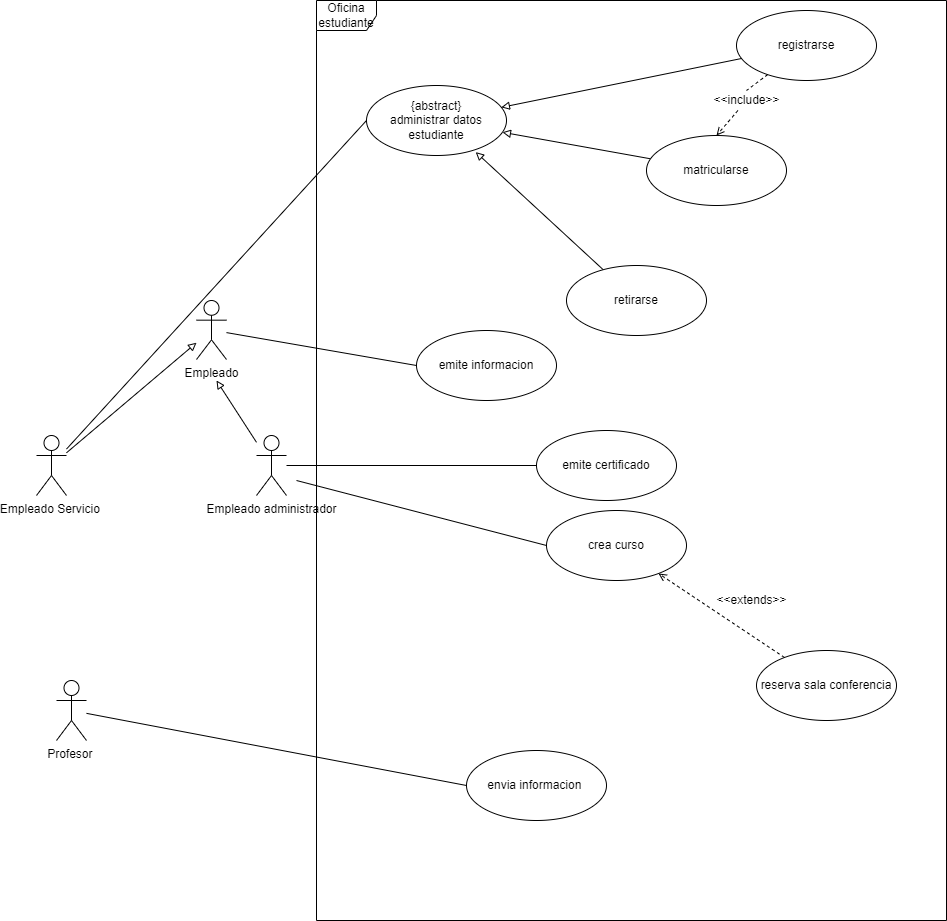 Oficina
estudiante
registrarse
<<include>>
{abstract}
administrar datos
estudiante
matricularse
retirarse
emite informacion
Empleado
emite certificado
Empleado Servicio
Empleado administrador
crea curso
<<extends>>
reserva sala conferencia
Profesor
envia informacion